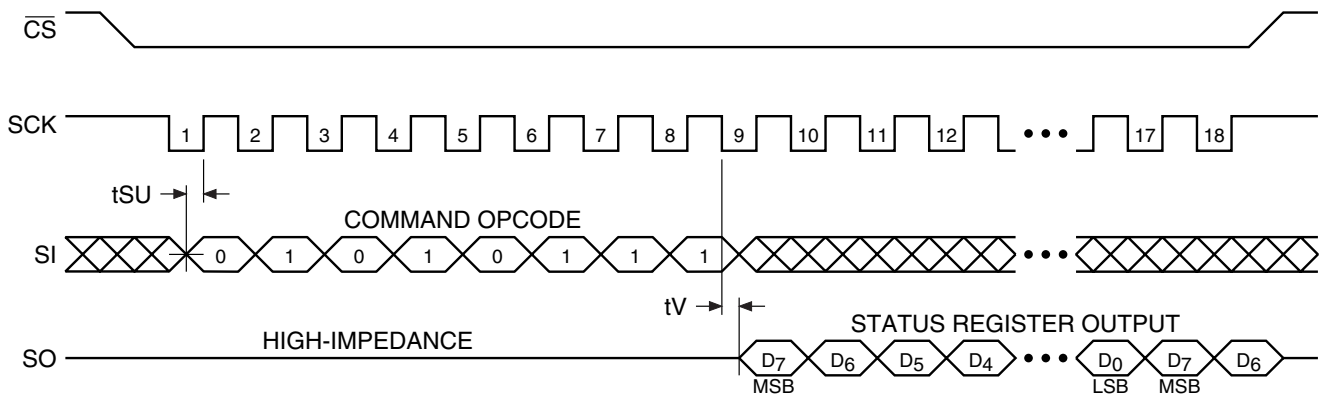 CS
SCK
1 2 3 4 5 6 7 8 9 10 11 12 17 18
tSU
COMMAND OPCODE
SI
0 1 0 1 0 1 1 1
tV
HIGH-IMPEDANCE
STATUS REGISTER OUTPUT
SO
D7 D6 D5 D4 D0 D7 D6
MSB LSB MSB